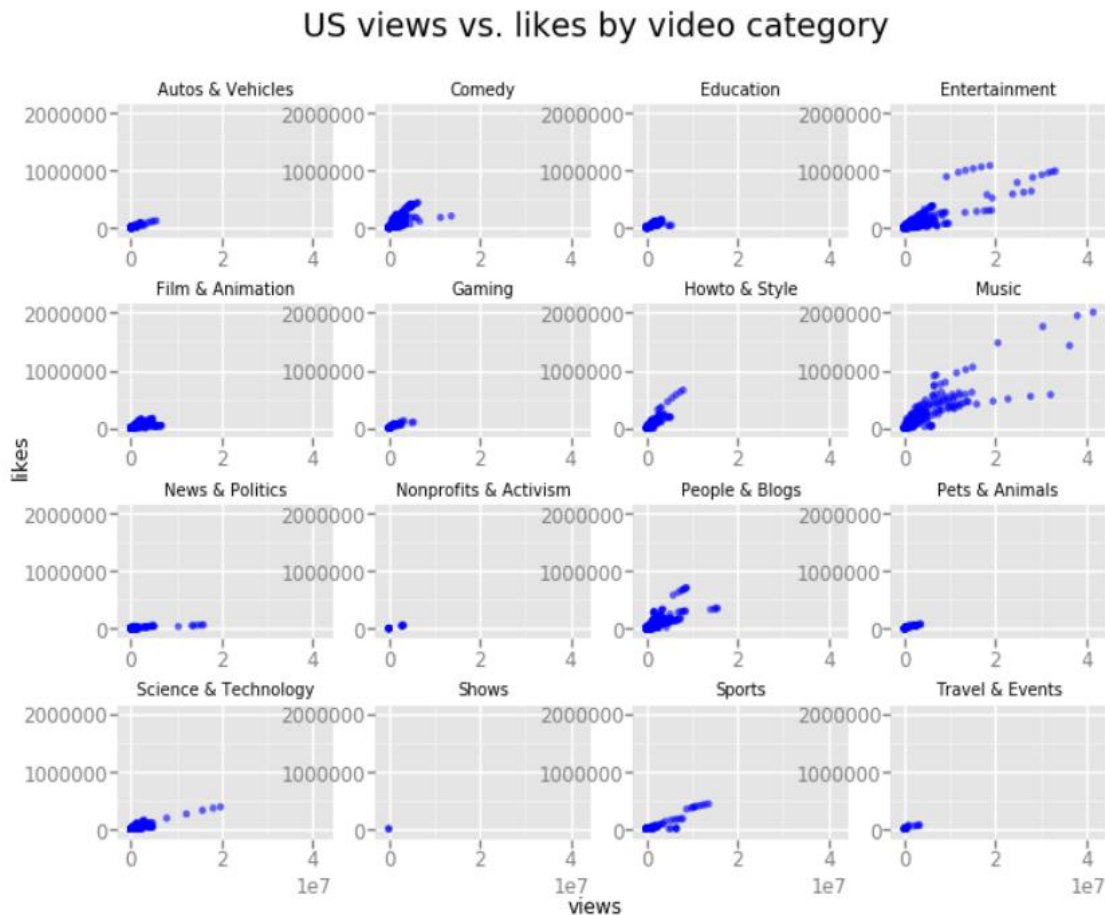 US views vs. likes by video category
Autos & Vehicles Comedy Education Entertainment
2000000 2000000 2000000 2000000
1000000 1000000 1000000 1000000
0 0 0 0
0 2 4 0 2 4 0 2 4 0 2 4
Film & Animation Gaming Howto & Style Music
2000000 2000000 2000000 2000000
1000000 1000000 1000000 1000000
0 0 0 0
0 2 4 0 2 4 0 2 4 0 2 4
likes
News & Politics Nonprofits & Activism People & Blogs Pets & Animals
2000000 2000000 2000000 2000000
1000000 1000000 1000000 1000000
0 0 0 0
0 2 4 0 2 4 0 2 4 0 2 4
Science & Technology Shows Sports Travel & Events
2000000 2000000 2000000 2000000
1000000 1000000 1000000 1000000
0 0 0 0
0 2 4 0 2 4 0 2 4 0 2 4
1e7 1e7 1e7 1e7
views